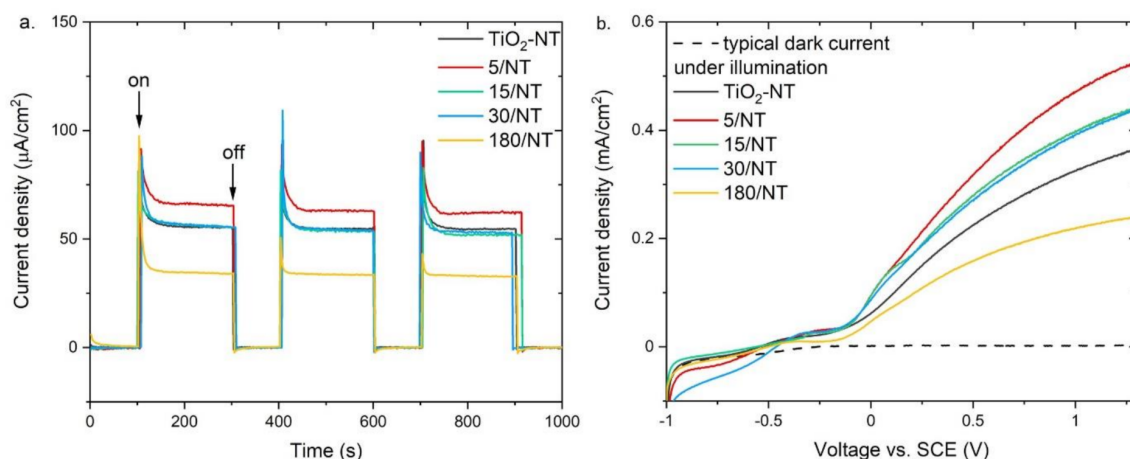 a.
150
100
50
0
Current density (μA/cm²)
on
off
TiO₂-NT
5/NT
15/NT
30/NT
180/NT
0 200 400 600 800 1000
Time (s)
b.
0.6
0.4
0.2
0
Current density (mA/cm²)
typical dark current
under illumination
TiO₂-NT
5/NT
15/NT
30/NT
180/NT
-1 -0.5 0 0.5 1
Voltage vs. SCE (V)